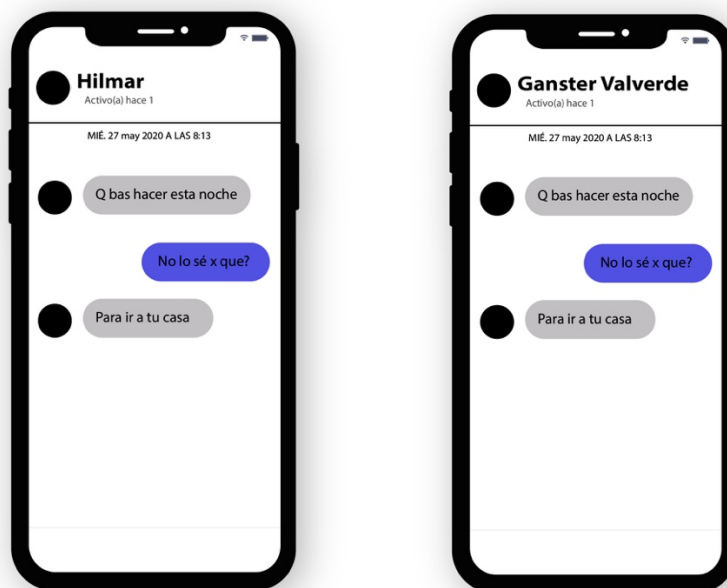 Hilmar
Activo(a) hace 1
MIÉ. 27 may 2020 A LAS 8:13
Q bas hacer esta noche
No lo sé x que?
Para ir a tu casa
Ganster Valverde
Activo(a) hace 1
MIÉ. 27 may 2020 A LAS 8:13
Q bas hacer esta noche
No lo sé x que?
Para ir a tu casa